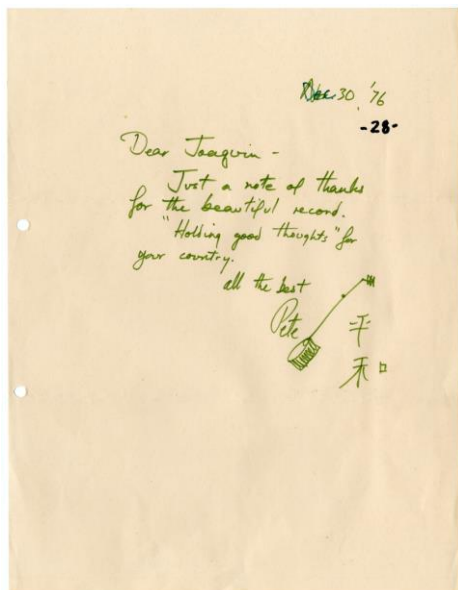 Dec 30 '76
-28-
Dear Joaquin -
Just a note of thanks
for the beautiful record.
"Holding good thoughts" for
your country.
all the best
Pete
平
和